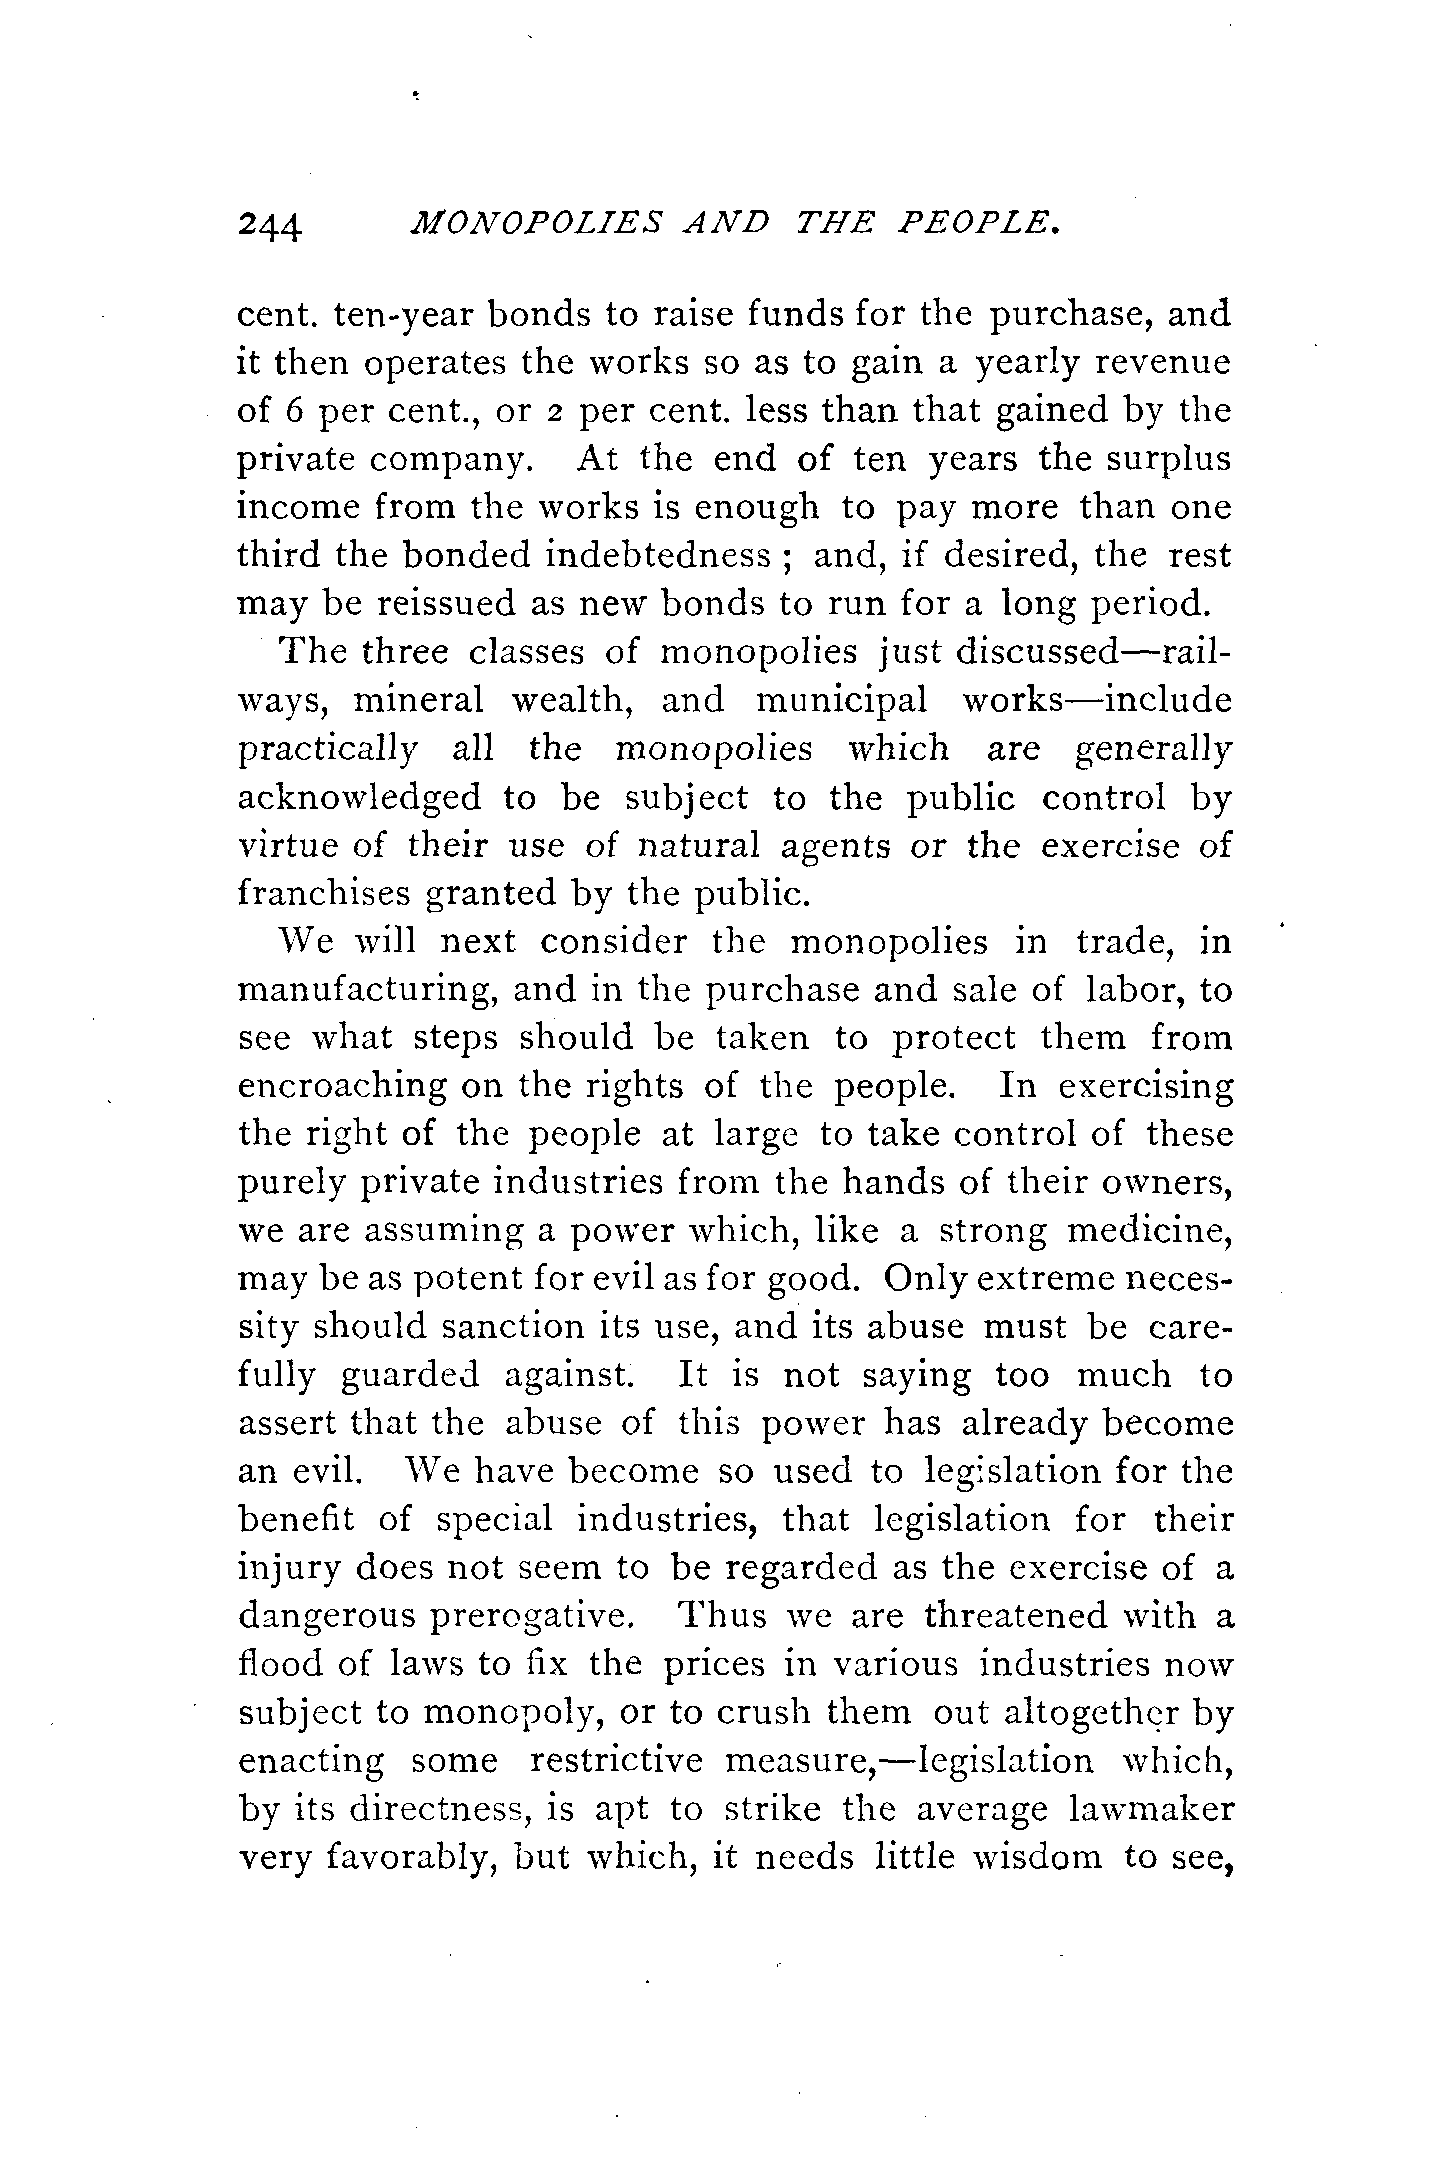 244 MONOPOLIES AND THE PEOPLE.
cent. ten-year bonds to raise funds for the purchase, and
it then operates the works so as to gain a yearly revenue
of 6 per cent., or 2 per cent. less than that gained by the
private company. At the end of ten years the surplus
income from the works is enough to pay more than one
third the bonded indebtedness ; and, if desired, the rest
may be reissued as new bonds to run for a long period.
The three classes of monopolies just discussed—rail-
ways, mineral wealth, and municipal works—include
practically all the monopolies which are generally
acknowledged to be subject to the public control by
virtue of their use of natural agents or the exercise of
franchises granted by the public.
We will next consider the monopolies in trade, in
manufacturing, and in the purchase and sale of labor, to
see what steps should be taken to protect them from
encroaching on the rights of the people. In exercising
the right of the people at large to take control of these
purely private industries from the hands of their owners,
we are assuming a power which, like a strong medicine,
may be as potent for evil as for good. Only extreme neces-
sity should sanction its use, and its abuse must be care-
fully guarded against. It is not saying too much to
assert that the abuse of this power has already become
an evil. We have become so used to legislation for the
benefit of special industries, that legislation for their
injury does not seem to be regarded as the exercise of a
dangerous prerogative. Thus we are threatened with a
flood of laws to fix the prices in various industries now
subject to monopoly, or to crush them out altogether by
enacting some restrictive measure,—legislation which,
by its directness, is apt to strike the average lawmaker
very favorably, but which, it needs little wisdom to see,